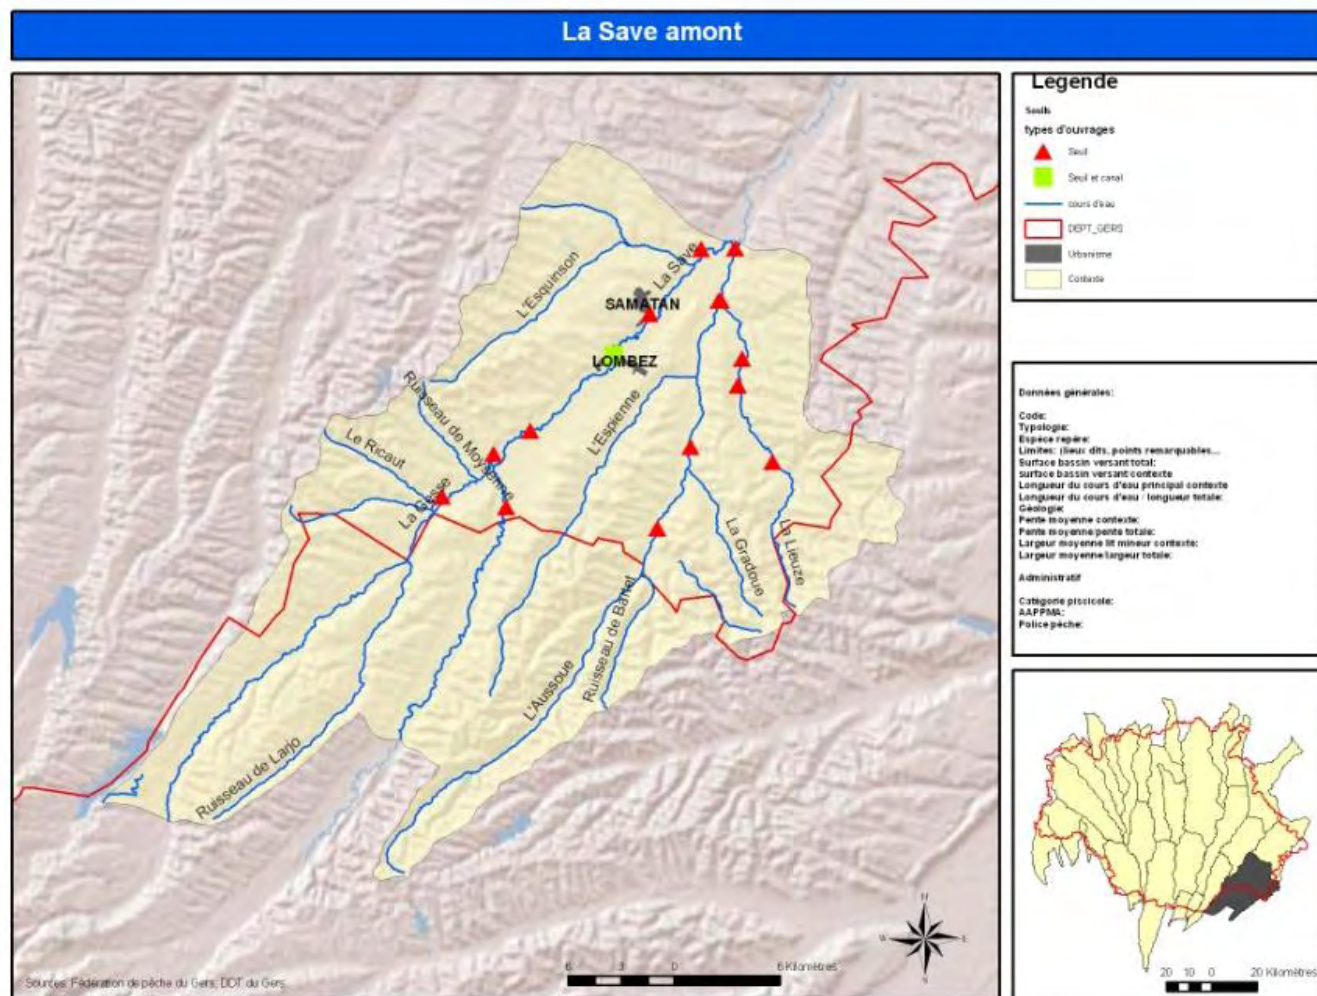 La Save amont
L'Esquinson
La Save
SAMATAN
LOMBEZ
Ruisseau de Moysenne
L'Espienne
Le Ricaut
La Gesse
La Gradoue
La Lieuze
Ruisseau de Barlet
L'Aussoue
Ruisseau de Larjo
N
W
E
S
6 3 0 6 Kilomètres
Sources: Fédération de pêche du Gers, DDT du Gers
Legende
Seuils
types d'ouvrages
Seuil
Seuil et canal
cours d'eau
DEPT_GERS
Urbanisme
Contexte
Données générales:
Code:
Typologie:
Espèce repère:
Limites: (lieux dits, points remarquables...
Surface bassin versant total:
surface bassin versant contexte
Longueur du cours d'eau principal contexte
Longueur du cours d'eau / longueur totale:
Géologie:
Pente moyenne contexte:
Pente moyenne/pente totale:
Largeur moyenne lit mineur contexte:
Largeur moyenne/largeur totale:
Administratif
Catégorie piscicole:
AAPPMA:
Police pêche:
20 10 0 20 Kilomètres